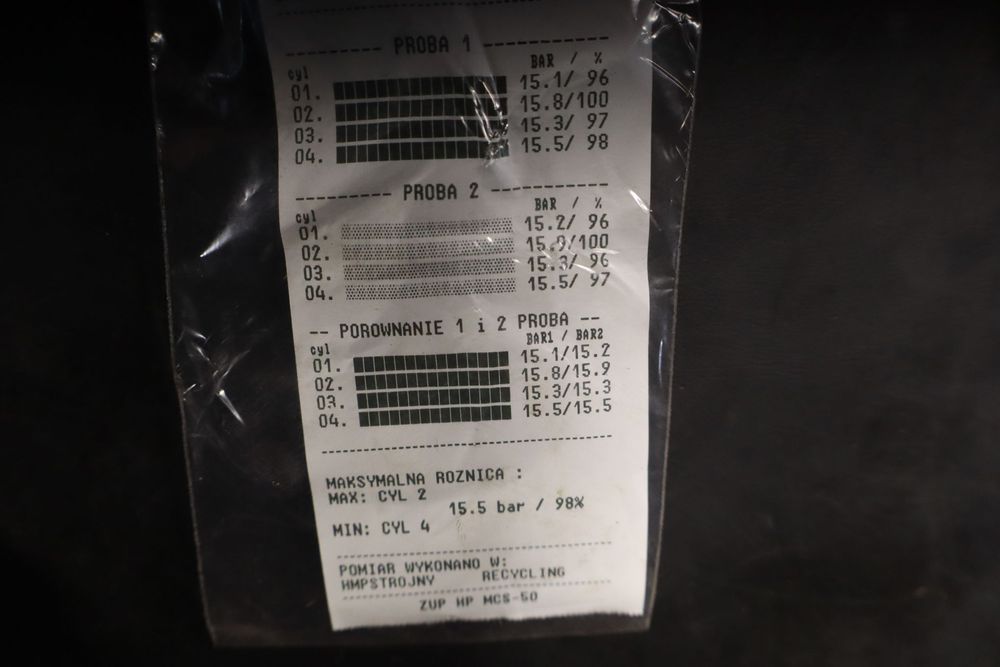 PROBA 1
cyl BAR / %
01. 15.1/ 96
02. 15.8/100
03. 15.3/ 97
04. 15.5/ 98
PROBA 2
cyl BAR / %
01. 15.2/ 96
02. 15.9/100
03. 15.3/ 96
04. 15.5/ 97
-- POROWNANIE 1 i 2 PROBA --
cyl BAR1 / BAR2
01. 15.1/15.2
02. 15.8/15.9
03. 15.3/15.3
04. 15.5/15.5
MAKSYMALNA ROZNICA :
MAX: CYL 2
15.5 bar / 98%
MIN: CYL 4
POMIAR WYKONANO W:
HMPSTROJNY RECYCLING
ZUP HP MCS-50